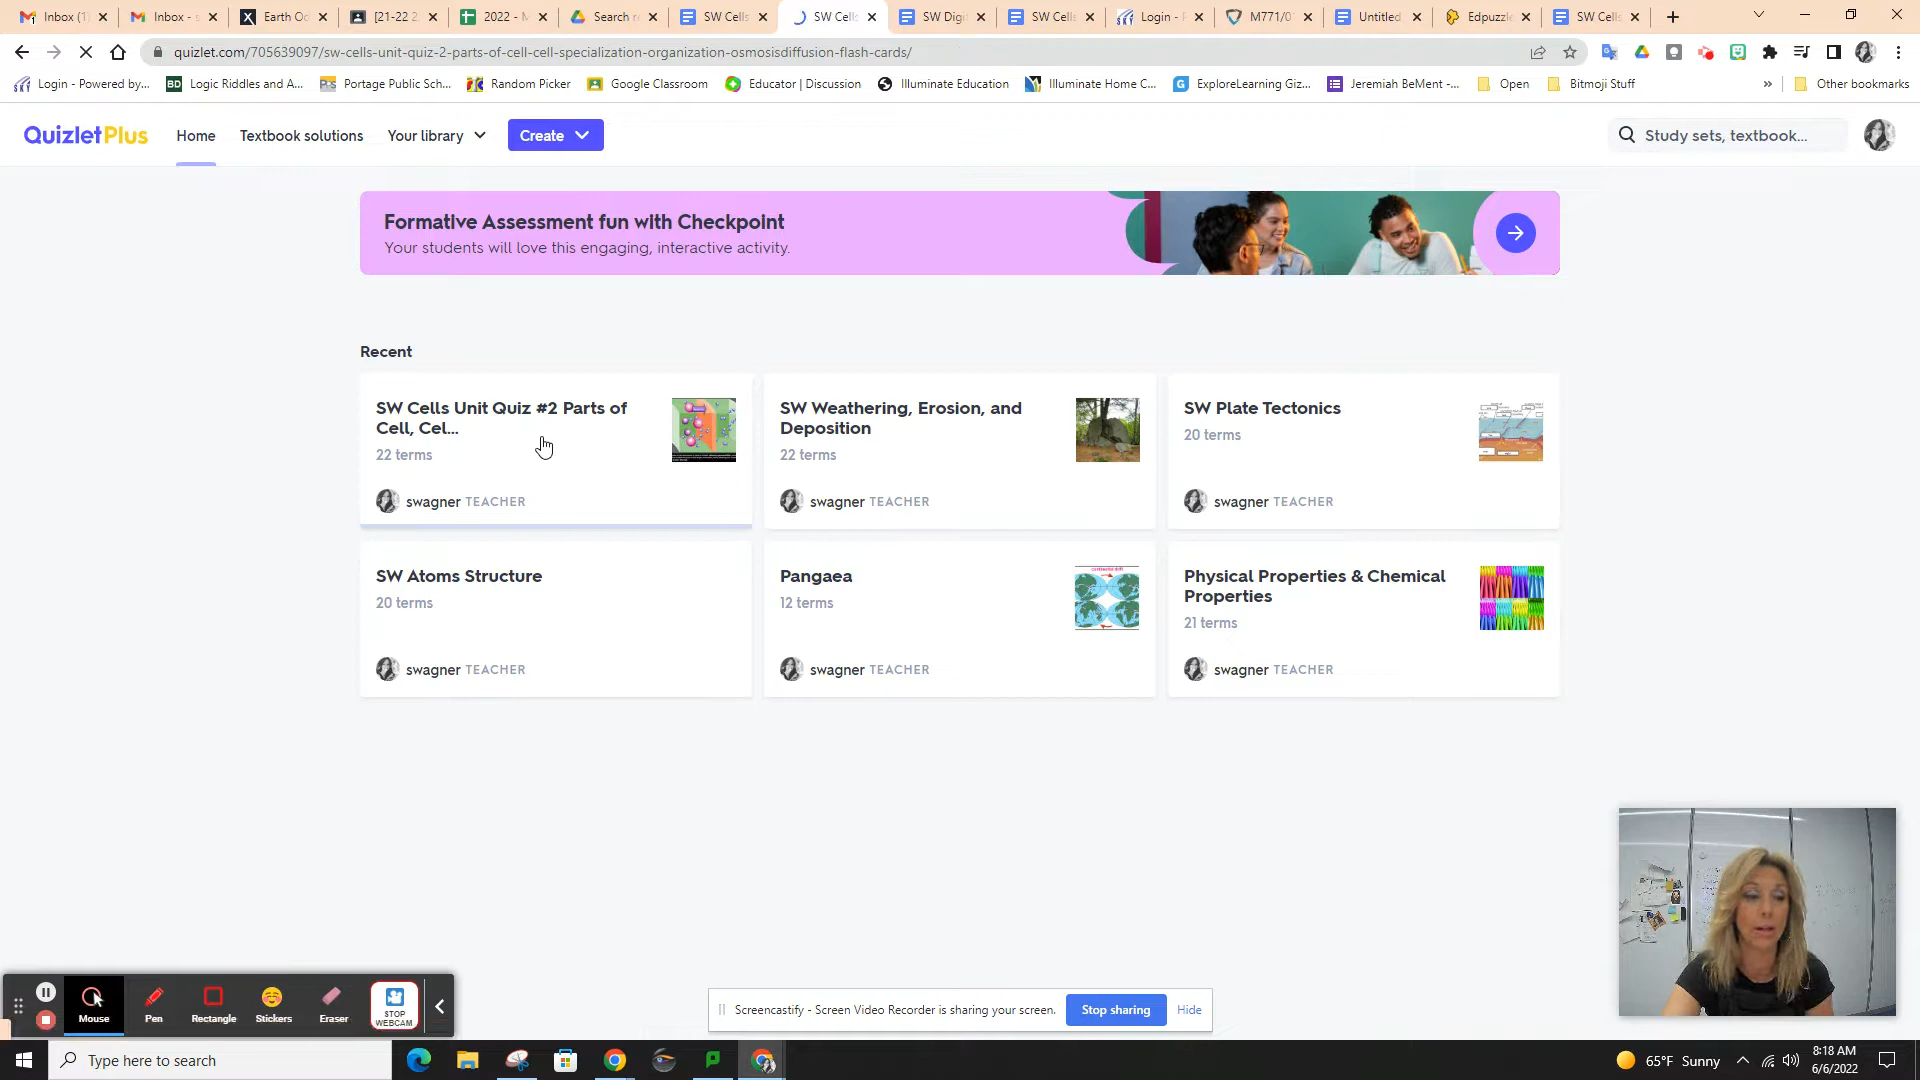 Inbox (1)
Inbox - s
Earth Oc
[21-22 2
2022 - M
Search re
SW Cells
SW Cells
SW Digi
SW Cells
Login - P
M771/0
Untitled
Edpuzzle
SW Cells
quizlet.com/705639097/sw-cells-unit-quiz-2-parts-of-cell-cell-specialization-organization-osmosisdiffusion-flash-cards/
Login - Powered by...
BD Logic Riddles and A...
Portage Public Sch...
Random Picker
Google Classroom
Educator | Discussion
Illuminate Education
Illuminate Home C...
ExploreLearning Giz...
Jeremiah BeMent -...
Open
Bitmoji Stuff
»
Other bookmarks
QuizletPlus
Home
Textbook solutions
Your library
Create
Study sets, textbook...
Formative Assessment fun with Checkpoint
Your students will love this engaging, interactive activity.
Recent
SW Cells Unit Quiz #2 Parts of
Cell, Cel...
22 terms
swagner TEACHER
SW Weathering, Erosion, and
Deposition
22 terms
swagner TEACHER
SW Plate Tectonics
20 terms
swagner TEACHER
SW Atoms Structure
20 terms
swagner TEACHER
Pangaea
12 terms
swagner TEACHER
Physical Properties & Chemical
Properties
21 terms
swagner TEACHER
Mouse
Pen
Rectangle
Stickers
Eraser
STOP
WEBCAM
Screencastify - Screen Video Recorder is sharing your screen.
Stop sharing
Hide
Type here to search
65°F Sunny
8:18 AM
6/6/2022